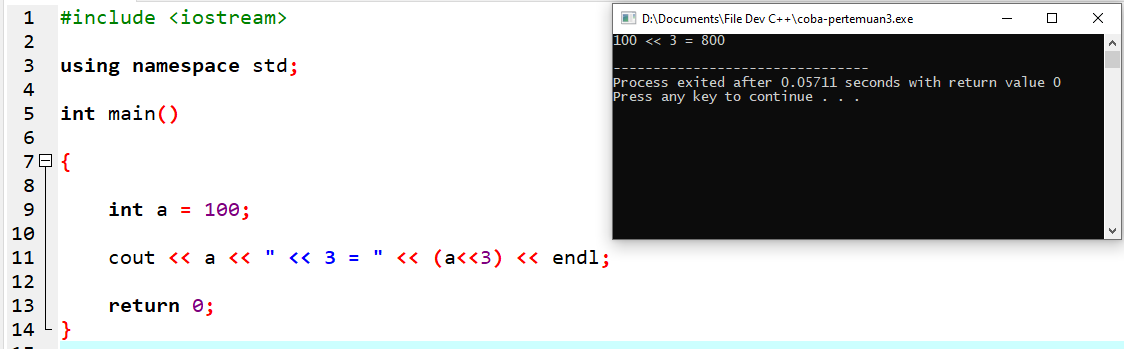 1 #include <iostream>
2
3 using namespace std;
4
5 int main()
6
7 {
8
9 int a = 100;
10
11 cout << a << " << 3 = " << (a<<3) << endl;
12
13 return 0;
14 }
D:\Documents\File Dev C++\coba-pertemuan3.exe
100 << 3 = 800
--------------------------------
Process exited after 0.05711 seconds with return value 0
Press any key to continue . . .